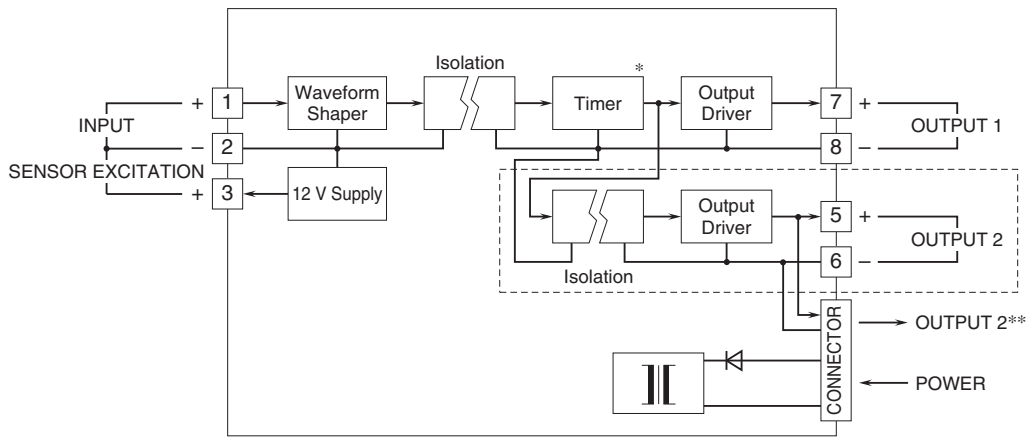 Isolation
*
+ 1
Waveform
Shaper
Timer
Output
Driver
7 +
INPUT
OUTPUT 1
− 2
8 −
SENSOR EXCITATION
+ 3
12 V Supply
Output
Driver
5 +
OUTPUT 2
6 −
Isolation
CONNECTOR
OUTPUT 2**
POWER